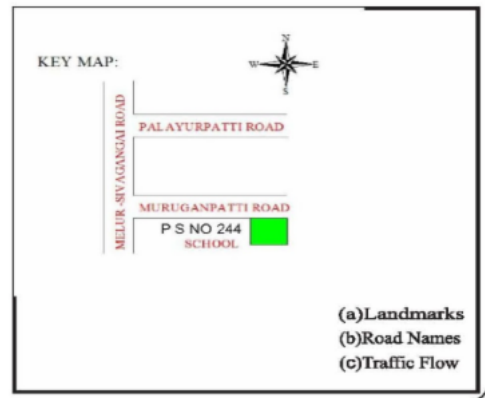 KEY MAP:
N
W E
S
MELUR -SIVAGANGAI ROAD
PALAYURPATTI ROAD
MURUGANPATTI ROAD
P S NO 244
SCHOOL
(a)Landmarks
(b)Road Names
(c)Traffic Flow